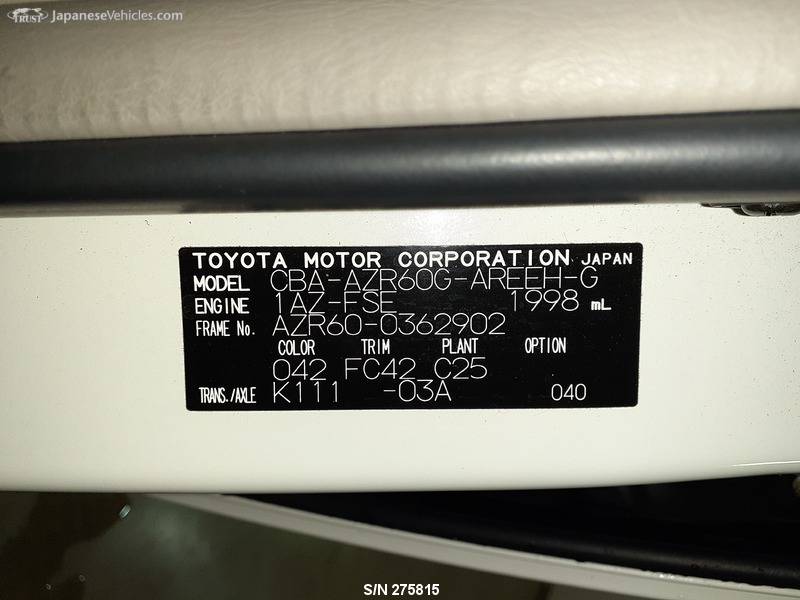 TRUST JapaneseVehicles.com
TOYOTA MOTOR CORPORATION JAPAN
MODEL CBA-AZR60G-AREEH-G
ENGINE 1AZ-FSE 1998 mL
FRAME No. AZR60-0362902
COLOR TRIM PLANT OPTION
042 FC42 C25
TRANS./AXLE K111 -03A 040
S/N 275815